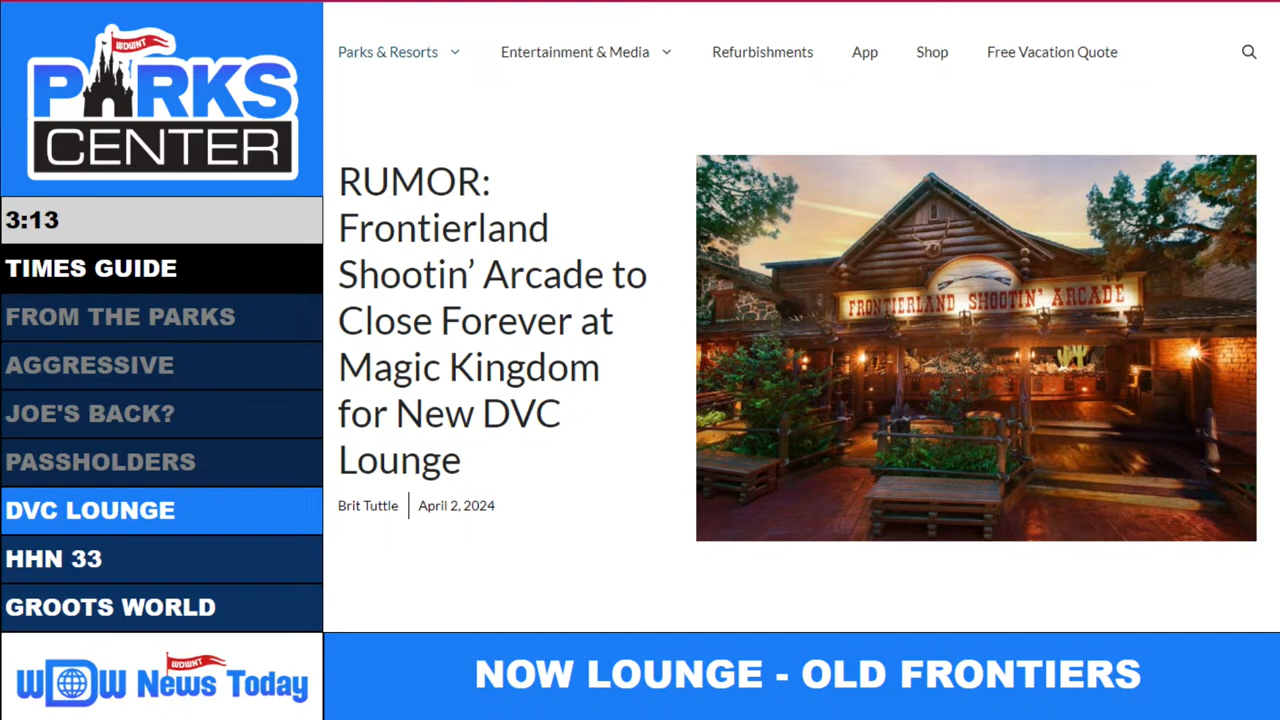 WDWNT
PARKS
CENTER
3:13
TIMES GUIDE
FROM THE PARKS
AGGRESSIVE
JOE'S BACK?
PASSHOLDERS
DVC LOUNGE
HHN 33
GROOTS WORLD
WDWNT
WDW News Today
Parks & Resorts
Entertainment & Media
Refurbishments
App
Shop
Free Vacation Quote
RUMOR:
Frontierland
Shootin’ Arcade to
Close Forever at
Magic Kingdom
for New DVC
Lounge
Brit Tuttle
April 2, 2024
FRONTIERLAND SHOOTIN' ARCADE
NOW LOUNGE - OLD FRONTIERS